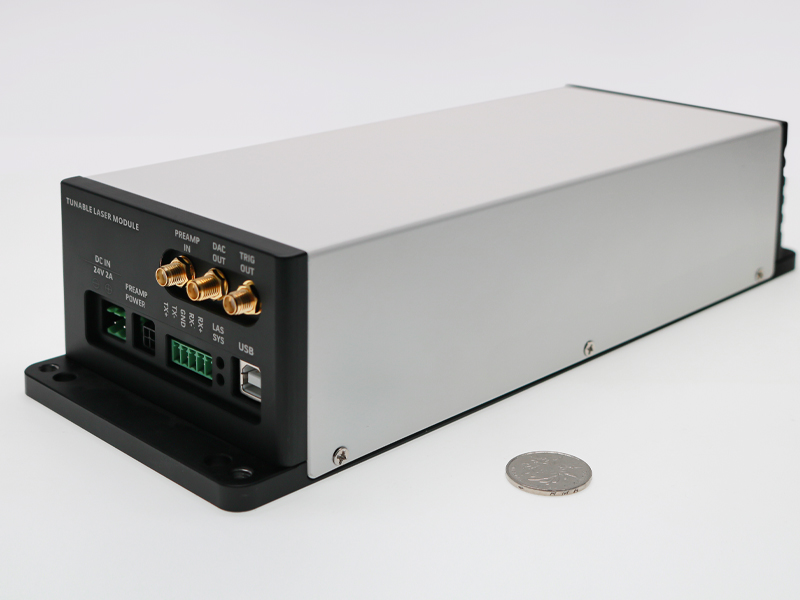 TUNABLE LASER MODULE
PREAMP
IN
DAC
OUT
TRIG
OUT
DC IN
24V 2A
PREAMP
POWER
TX+
TX-
GND
RX-
RX+
LAS
SYS
USB